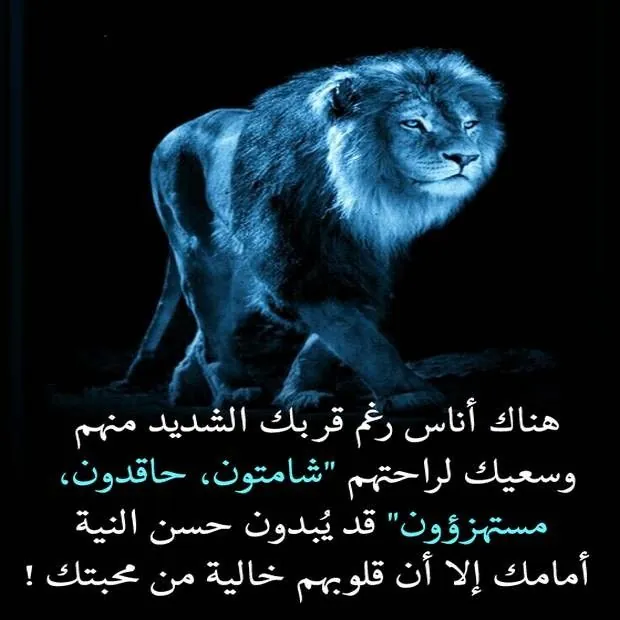 هناك أناس رغم قربك الشديد منهم
وسعيك لراحتهم "شامتون، حاقدون،
مستهزؤون" قد يُبدون حسن النية
أمامك إلا أن قلوبهم خالية من محبتك !